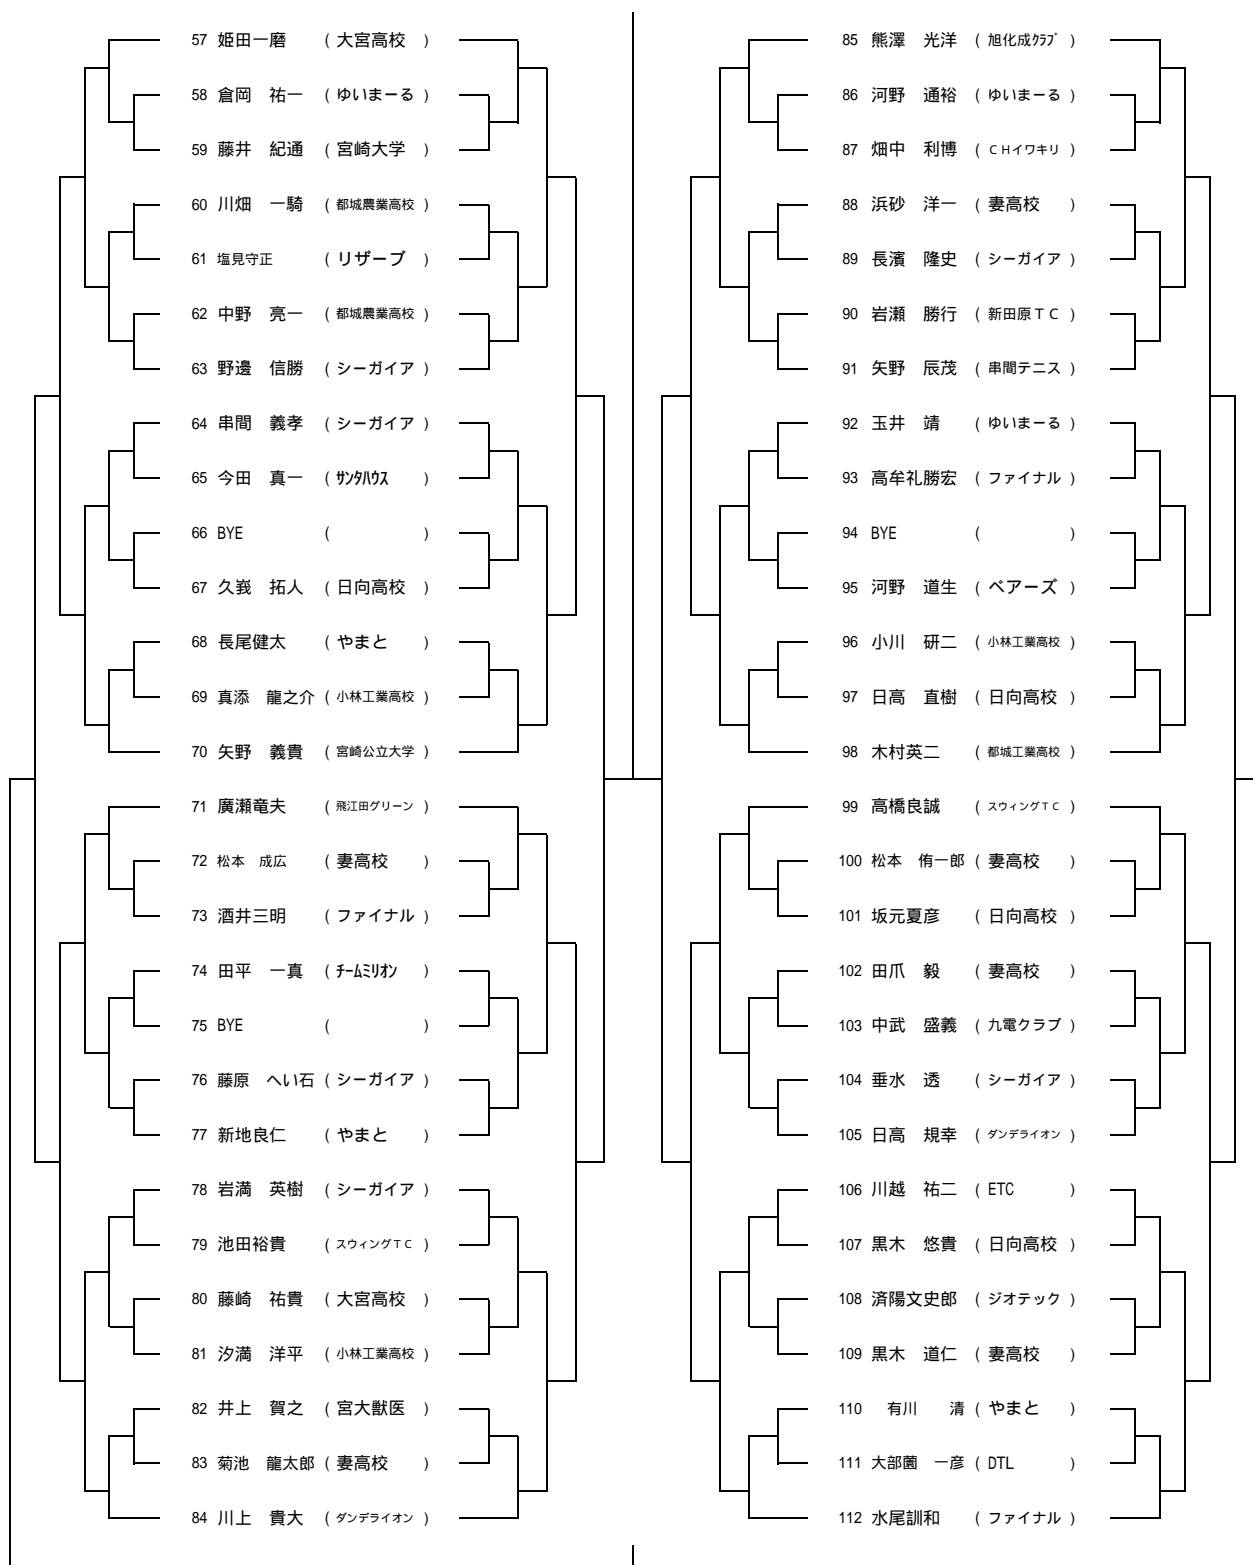 57 姫田一磨 ( 大宮高校 )
58 倉岡 祐一 ( ゆいまーる )
59 藤井 紀通 ( 宮崎大学 )
60 川畑 一騎 ( 都城農業高校 )
61 塩見守正 ( リザーブ )
62 中野 亮一 ( 都城農業高校 )
63 野邊 信勝 ( シーガイア )
64 串間 義孝 ( シーガイア )
65 今田 真一 ( ｻﾝﾀﾊｳｽ )
66 BYE ( )
67 久峩 拓人 ( 日向高校 )
68 長尾健太 ( やまと )
69 真添 龍之介 ( 小林工業高校 )
70 矢野 義貴 ( 宮崎公立大学 )
71 廣瀬竜夫 ( 飛江田グリーン )
72 松本 成広 ( 妻高校 )
73 酒井三明 ( ファイナル )
74 田平 一真 ( ﾁｰﾑﾐﾘｵﾝ )
75 BYE ( )
76 藤原 へい石 ( シーガイア )
77 新地良仁 ( やまと )
78 岩満 英樹 ( シーガイア )
79 池田裕貴 ( スウィングＴＣ )
80 藤崎 祐貴 ( 大宮高校 )
81 汐満 洋平 ( 小林工業高校 )
82 井上 賀之 ( 宮大獣医 )
83 菊池 龍太郎 ( 妻高校 )
84 川上 貴大 ( ダンデライオン )
85 熊澤 光洋 ( 旭化成ｸﾗﾌﾞ )
86 河野 通裕 ( ゆいまーる )
87 畑中 利博 ( ＣＨイワキリ )
88 浜砂 洋一 ( 妻高校 )
89 長濱 隆史 ( シーガイア )
90 岩瀬 勝行 ( 新田原ＴＣ )
91 矢野 辰茂 ( 串間テニス )
92 玉井 靖 ( ゆいまーる )
93 高牟礼勝宏 ( ファイナル )
94 BYE ( )
95 河野 道生 ( ベアーズ )
96 小川 研二 ( 小林工業高校 )
97 日高 直樹 ( 日向高校 )
98 木村英二 ( 都城工業高校 )
99 高橋良誠 ( スウィングＴＣ )
100 松本 侑一郎 ( 妻高校 )
101 坂元夏彦 ( 日向高校 )
102 田爪 毅 ( 妻高校 )
103 中武 盛義 ( 九電クラブ )
104 垂水 透 ( シーガイア )
105 日高 規幸 ( ダンデライオン )
106 川越 祐二 ( ETC )
107 黒木 悠貴 ( 日向高校 )
108 済陽文史郎 ( ジオテック )
109 黒木 道仁 ( 妻高校 )
110 有川 清 ( やまと )
111 大部薗 一彦 ( DTL )
112 水尾訓和 ( ファイナル )